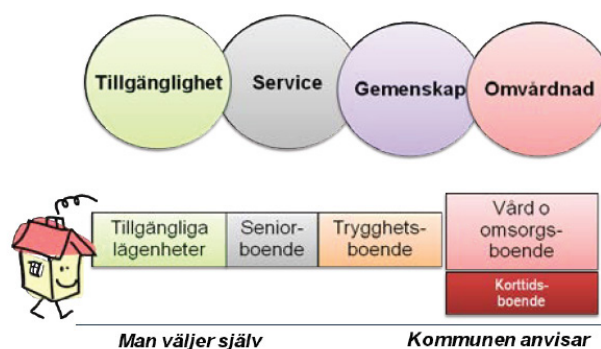 Tillgänglighet Service Gemenskap Omvårdnad
Tillgängliga
lägenheter
Senior-
boende
Trygghets-
boende
Vård o
omsorgs-
boende
Korttids-
boende
Man väljer själv Kommunen anvisar